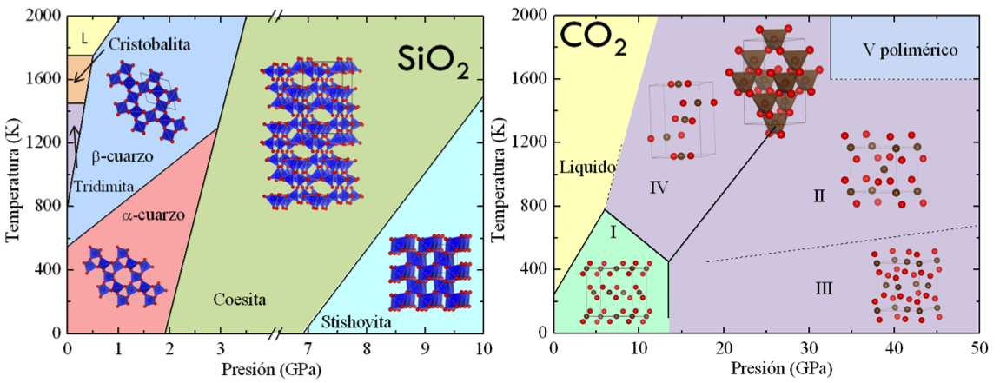 SiO2
L
Cristobalita
β-cuarzo
Tridimita
α-cuarzo
Coesita
Stishovita
Temperatura (K)
2000
1600
1200
800
400
0
0 1 2 3 7 8 9 10
Presión (GPa)
CO2
V polimérico
Liquido
IV
II
I
III
Temperatura (K)
2000
1600
1200
800
400
0
0 10 20 30 40 50
Presión (GPa)